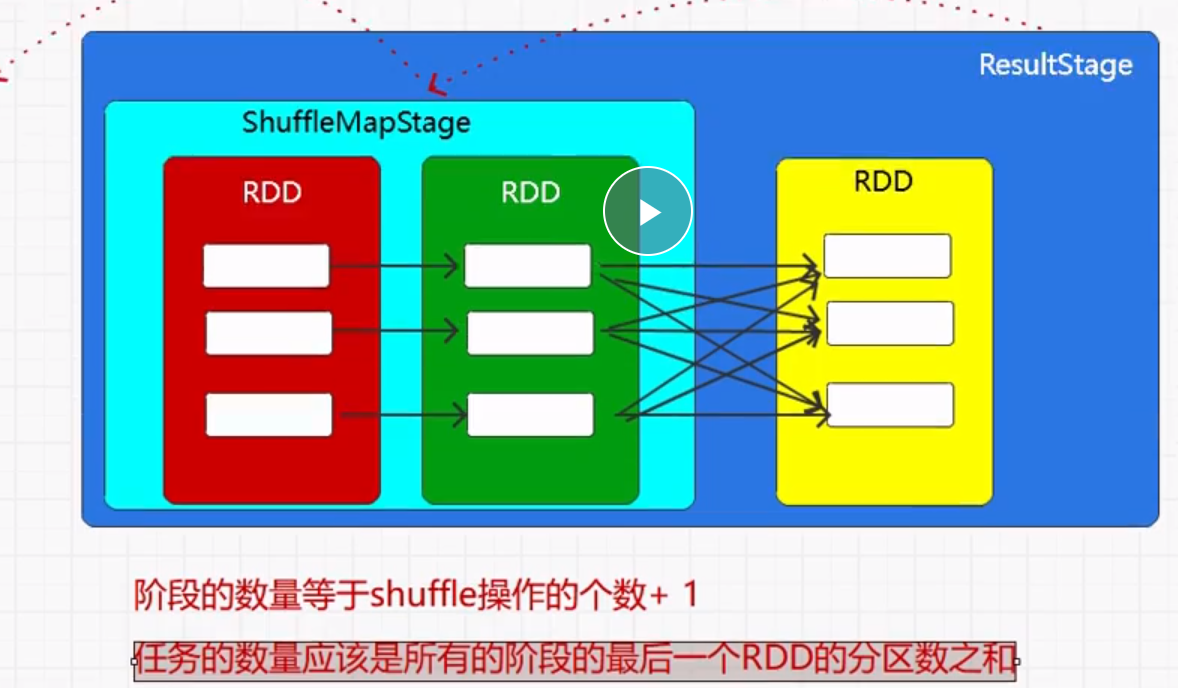 ResultStage
ShuffleMapStage
RDD
RDD
RDD
阶段的数量等于shuffle操作的个数+ 1
任务的数量应该是所有的阶段的最后一个RDD的分区数之和